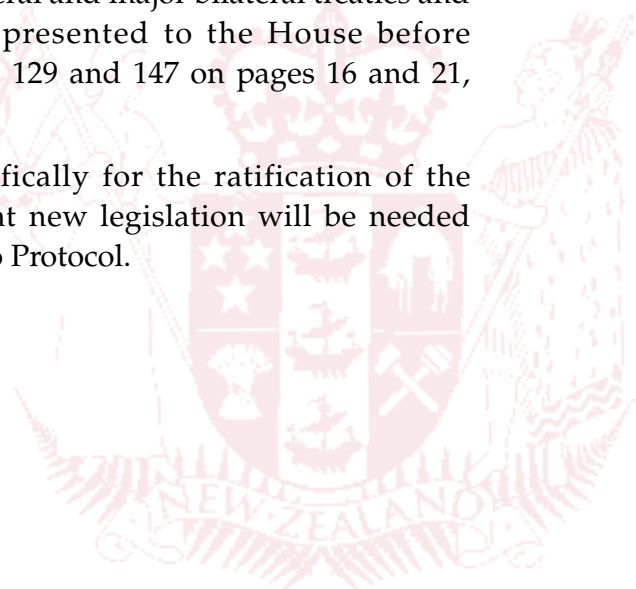 eral and major bilateral treaties and
presented to the House before
129 and 147 on pages 16 and 21,
fically for the ratification of the
nt new legislation will be needed
o Protocol.
NEW ZEALAND